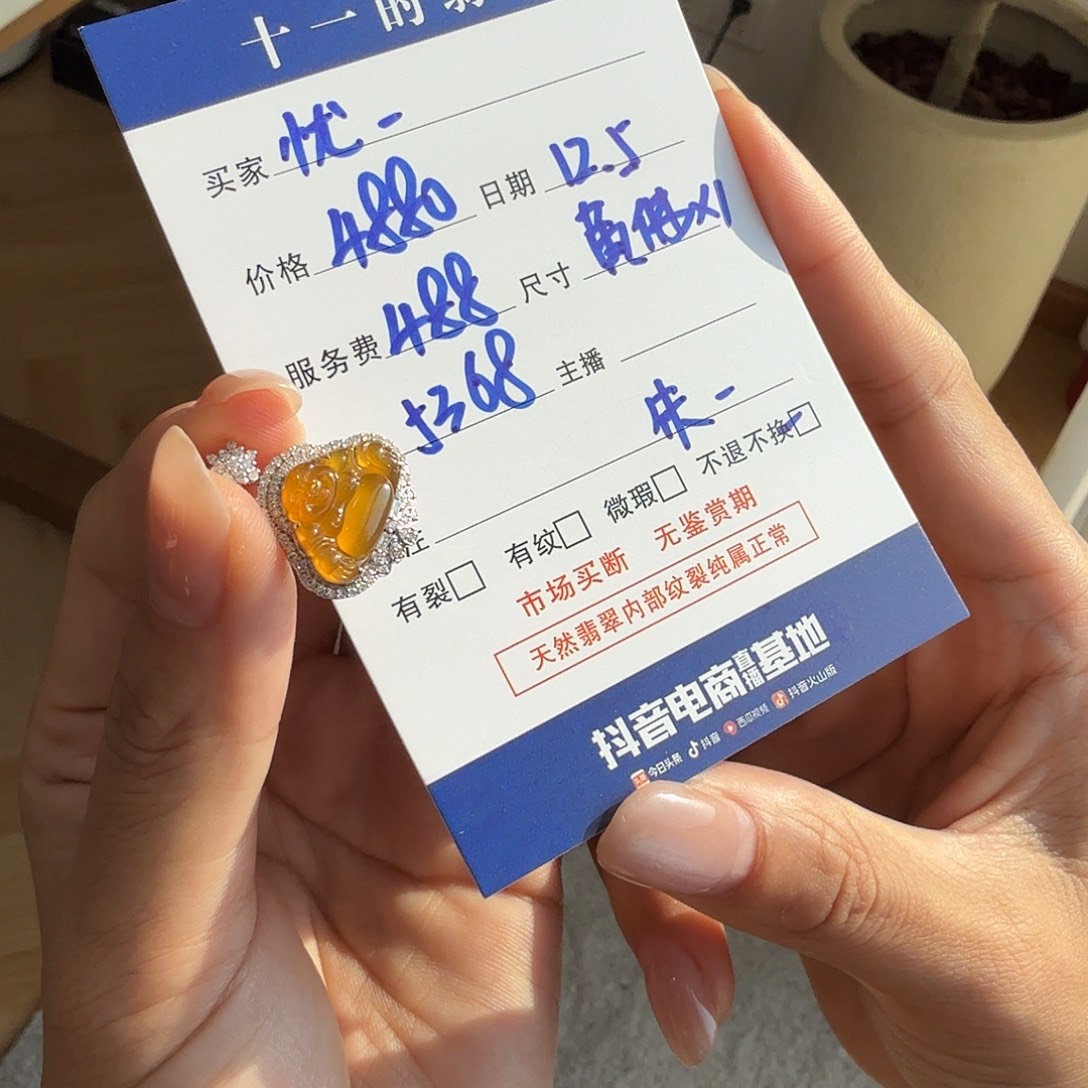 十一的翡
买家 忧-
价格 4880 日期 12.5
服务费 488 尺寸 黄佛x1
5368 主播
朱-
注
有裂□ 有纹□ 微瑕□ 不退不换☑
市场买断 无鉴赏期
天然翡翠内部纹裂纯属正常
抖音电商直播基地
今日头条 抖音 西瓜视频 抖音火山版